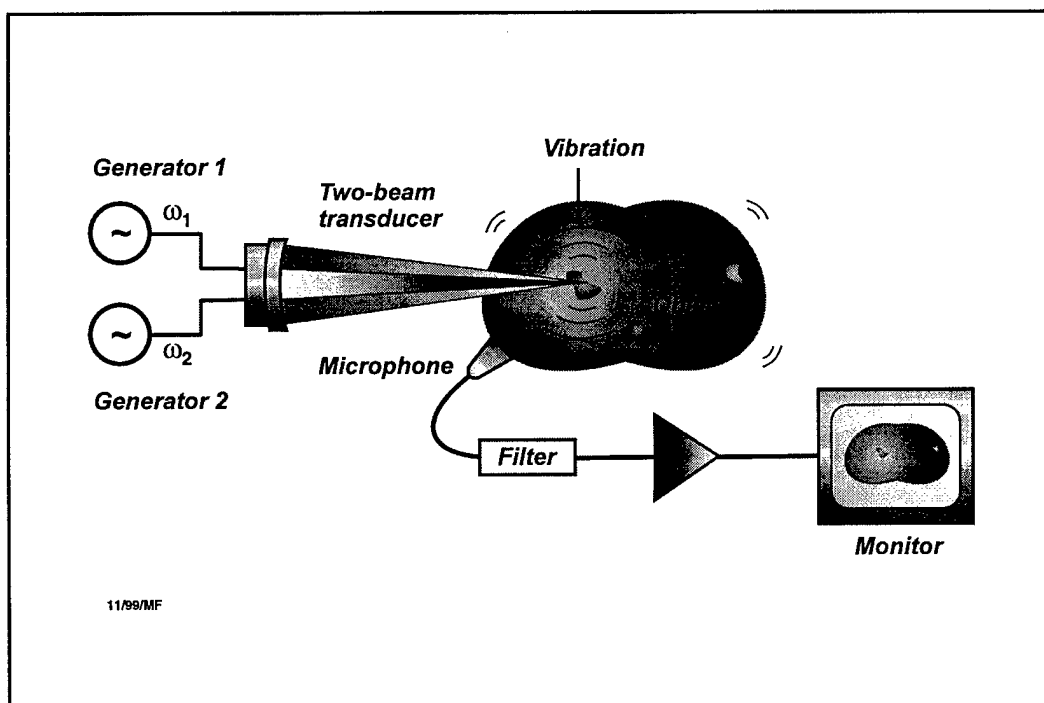 Vibration
Generator 1
Two-beam
transducer
ω1
~
~
ω2
Microphone
Generator 2
Filter
Monitor
11/99/MF